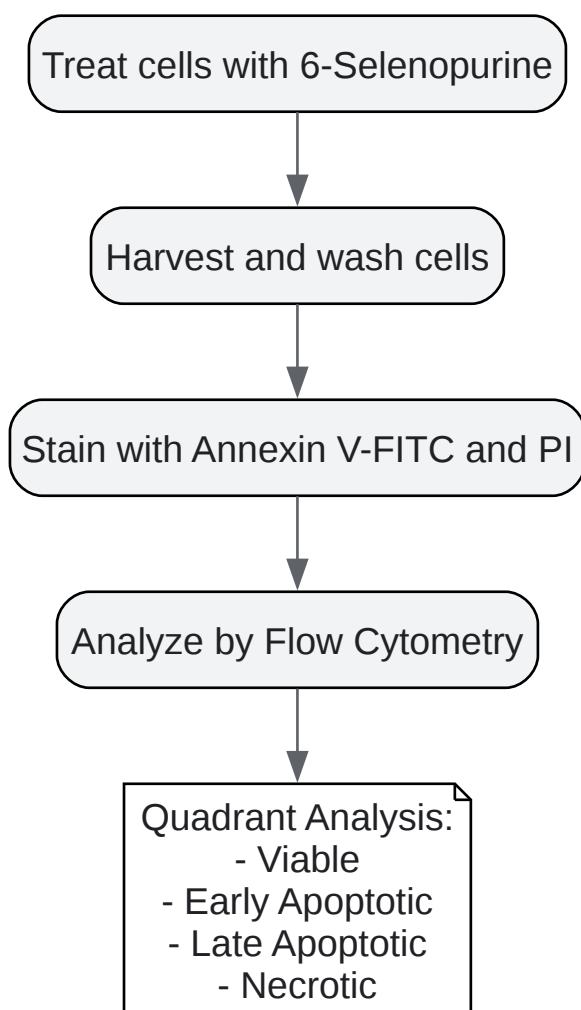 Treat cells with 6-Selenopurine
Harvest and wash cells
Stain with Annexin V-FITC and PI
Analyze by Flow Cytometry
Quadrant Analysis:
- Viable
- Early Apoptotic
- Late Apoptotic
- Necrotic